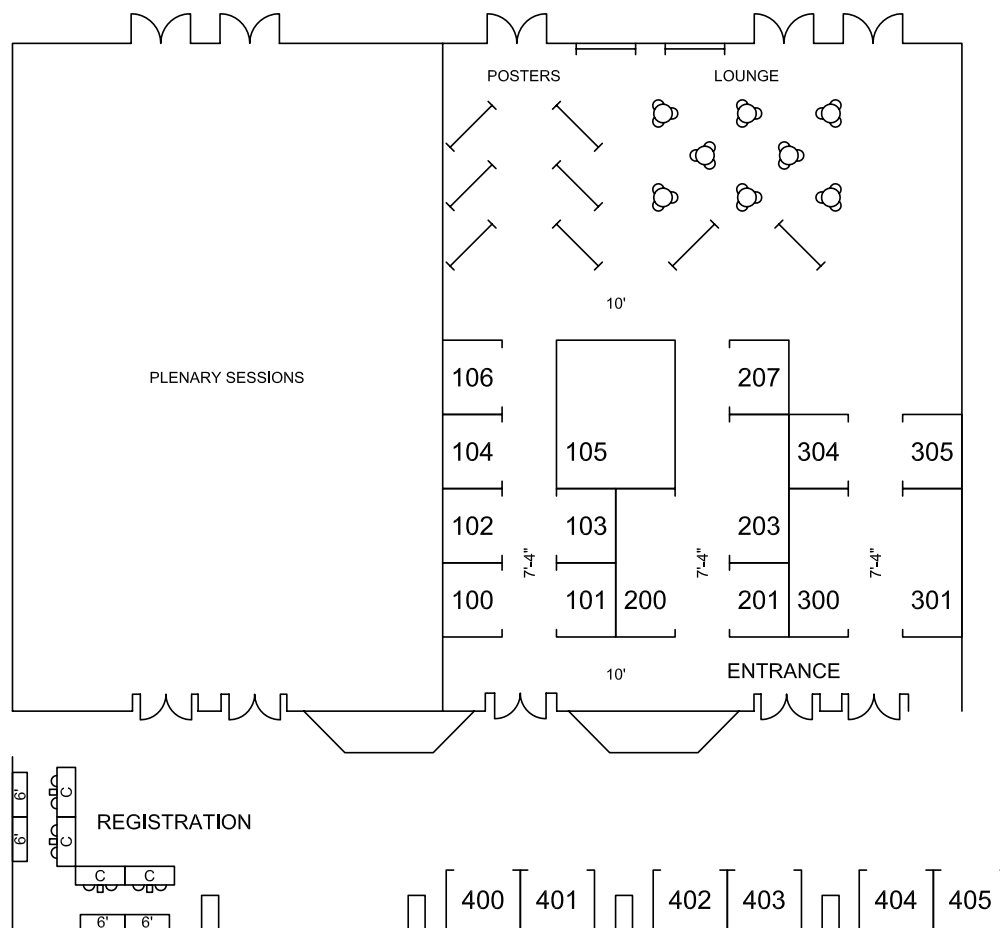 POSTERS LOUNGE
10'
PLENARY SESSIONS
106 207
104 105 304 305
102 103 203
7'-4" 7'-4" 7'-4"
100 101 200 201 300 301
10' ENTRANCE
6' C
6' C
REGISTRATION
C C
6' 6'
400 401 402 403 404 405